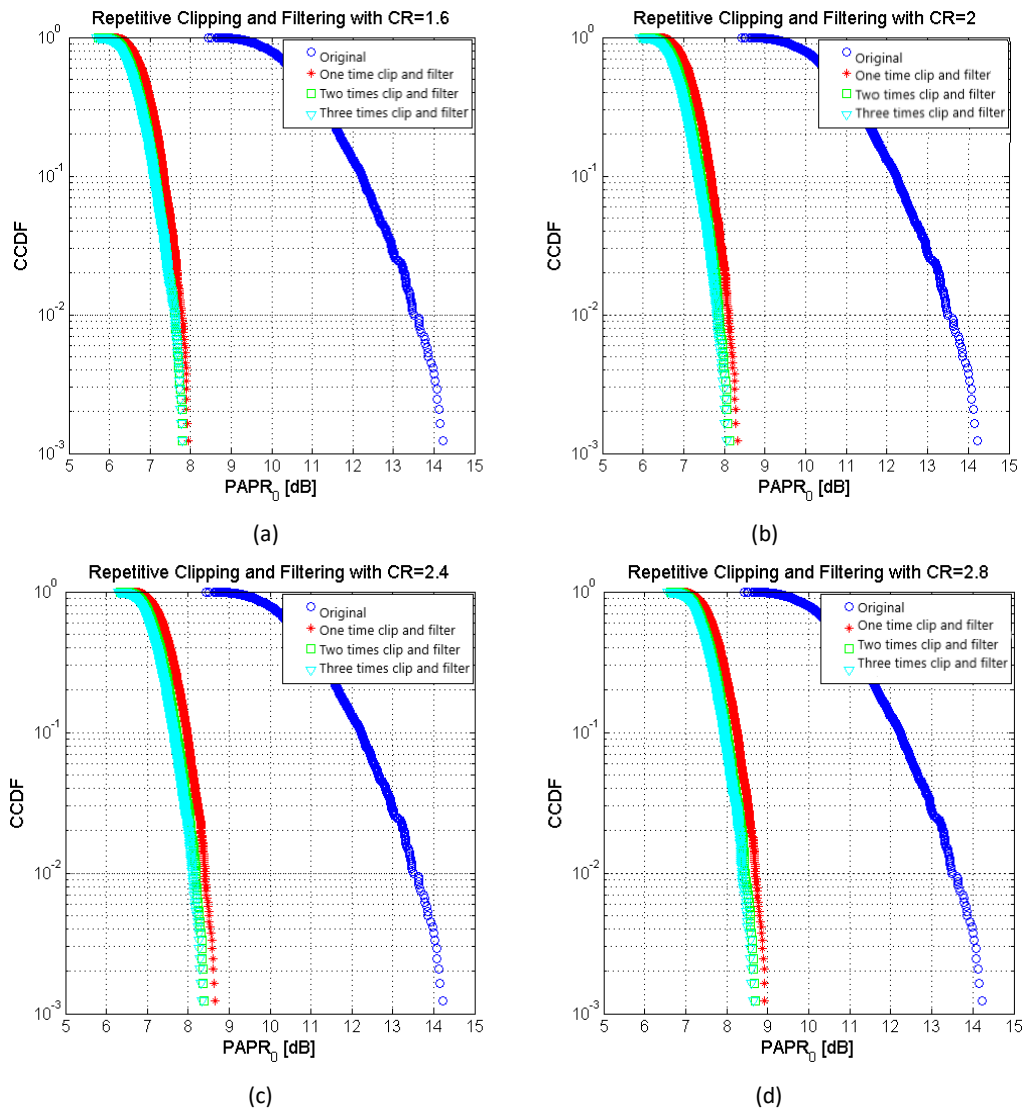 Repetitive Clipping and Filtering with CR=1.6
10^0
10^-1
10^-2
10^-3
CCDF
Original
One time clip and filter
Two times clip and filter
Three times clip and filter
5 6 7 8 9 10 11 12 13 14 15
PAPR_0 [dB]
(a)
Repetitive Clipping and Filtering with CR=2
10^0
10^-1
10^-2
10^-3
CCDF
Original
One time clip and filter
Two times clip and filter
Three times clip and filter
5 6 7 8 9 10 11 12 13 14 15
PAPR_0 [dB]
(b)
Repetitive Clipping and Filtering with CR=2.4
10^0
10^-1
10^-2
10^-3
CCDF
Original
One time clip and filter
Two times clip and filter
Three times clip and filter
5 6 7 8 9 10 11 12 13 14 15
PAPR_0 [dB]
(c)
Repetitive Clipping and Filtering with CR=2.8
10^0
10^-1
10^-2
10^-3
CCDF
Original
One time clip and filter
Two times clip and filter
Three times clip and filter
5 6 7 8 9 10 11 12 13 14 15
PAPR_0 [dB]
(d)